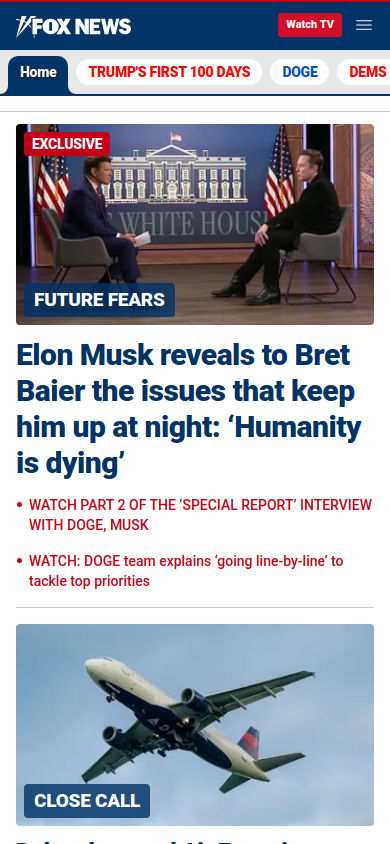 FOX NEWS
Watch TV
Home
TRUMP'S FIRST 100 DAYS
DOGE
DEMS
EXCLUSIVE
WHITE HOUS
FUTURE FEARS
Elon Musk reveals to Bret
Baier the issues that keep
him up at night: ‘Humanity
is dying’
• WATCH PART 2 OF THE ‘SPECIAL REPORT’ INTERVIEW
WITH DOGE, MUSK
• WATCH: DOGE team explains ‘going line-by-line’ to
tackle top priorities
CLOSE CALL